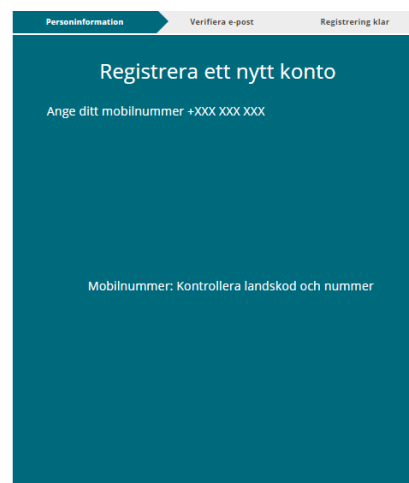 Personinformation Verifiera e-post Registrering klar
Registrera ett nytt konto
Ange ditt mobilnummer +XXX XXX XXX
Mobilnummer: Kontrollera landskod och nummer